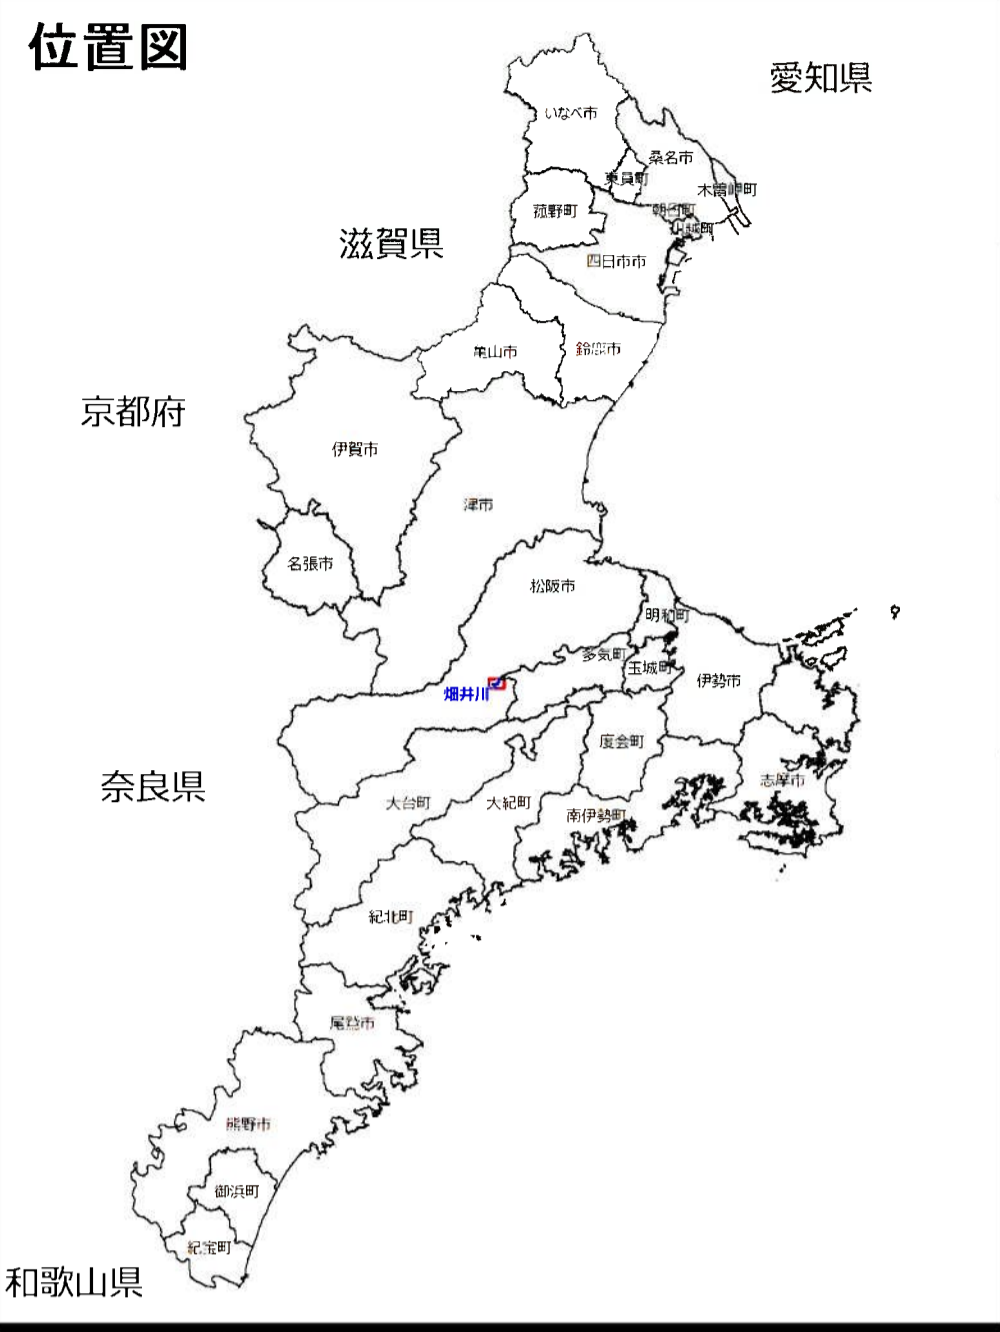 位置図
愛知県
いなべ市
桑名市
東員町
木曽岬町
菰野町
朝日町
川越町
滋賀県
四日市市
亀山市
鈴鹿市
京都府
伊賀市
津市
名張市
松阪市
明和町
多気町
玉城町
伊勢市
畑井川
度会町
志摩市
奈良県
大台町
大紀町
南伊勢町
紀北町
尾鷲市
熊野市
御浜町
紀宝町
和歌山県